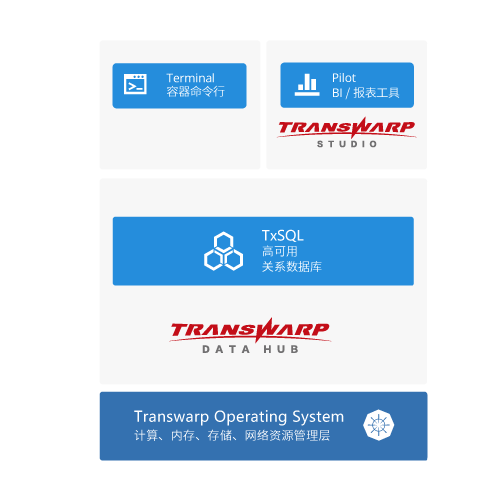 Terminal
容器命令行
Pilot
BI / 报表工具
TRANSWARP
STUDIO
TxSQL
高可用
关系数据库
TRANSWARP
DATA HUB
Transwarp Operating System
计算、内存、存储、网络资源管理层